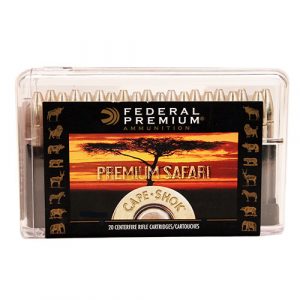 FEDERAL
PREMIUM
AMMUNITION
PREMIUM SAFARI
CAPE•SHOK
20 CENTERFIRE RIFLE CARTRIDGES/CARTOUCHES